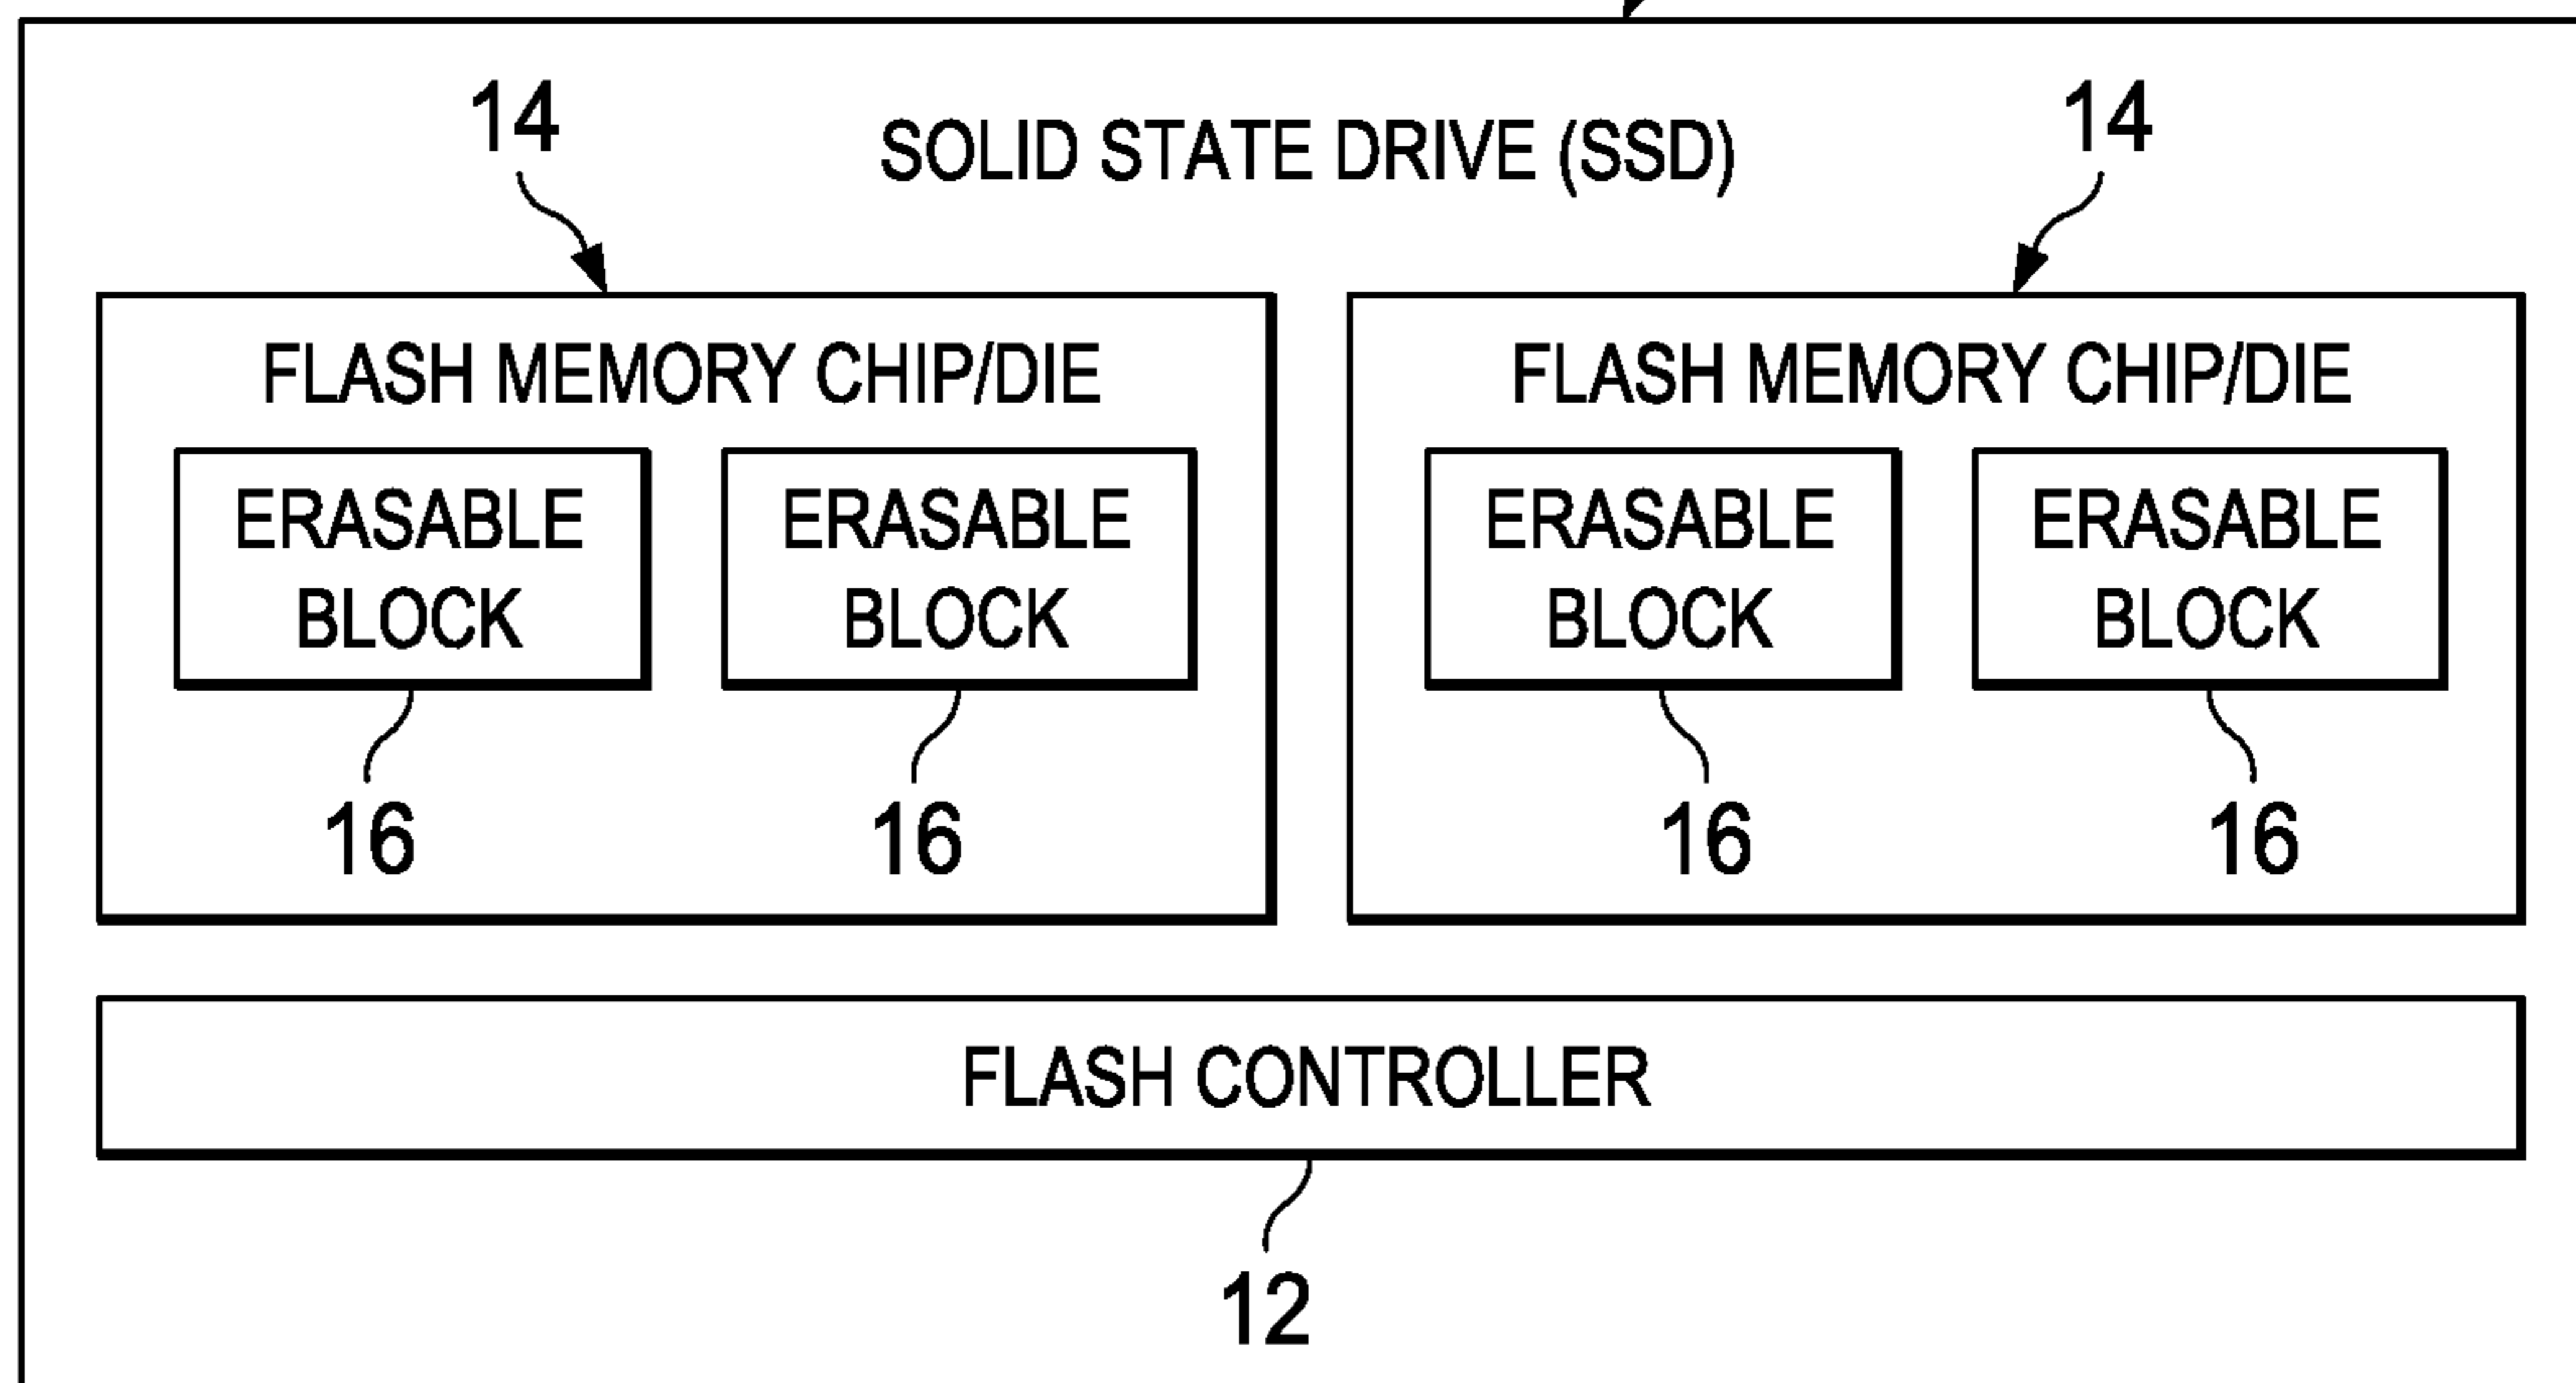 14
SOLID STATE DRIVE (SSD)
14
FLASH MEMORY CHIP/DIE
ERASABLE
BLOCK
ERASABLE
BLOCK
16
16
FLASH MEMORY CHIP/DIE
ERASABLE
BLOCK
ERASABLE
BLOCK
16
16
FLASH CONTROLLER
12